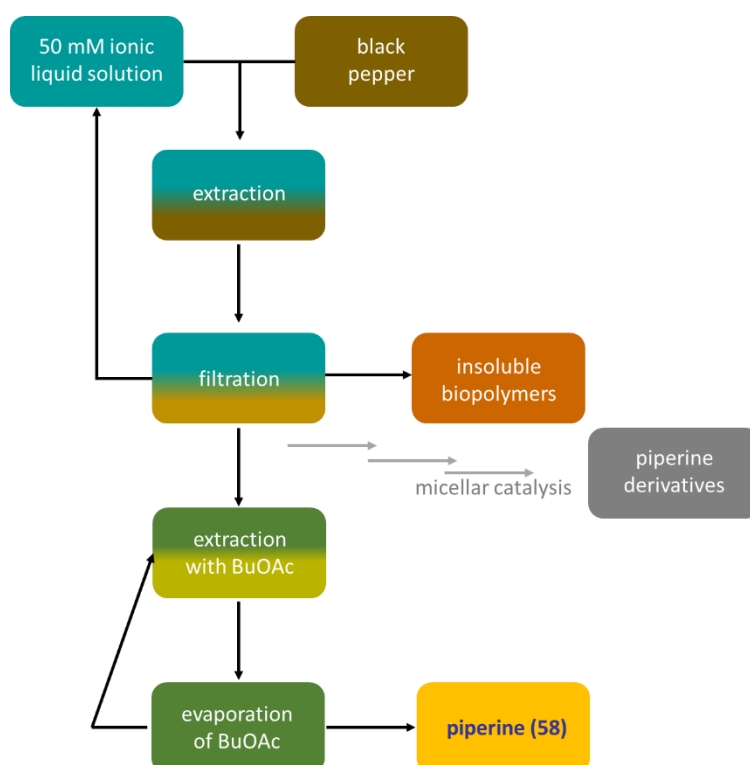 50 mM ionic
liquid solution
black
pepper
extraction
filtration
insoluble
biopolymers
micellar catalysis
piperine
derivatives
extraction
with BuOAc
evaporation
of BuOAc
piperine (58)